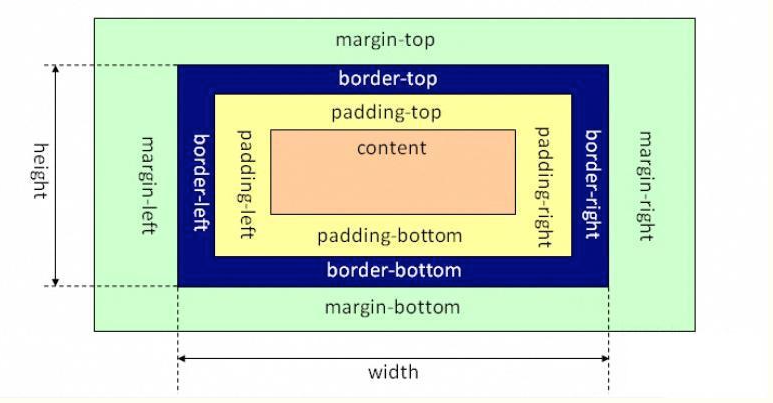 margin-top
border-top
padding-top
content
height
margin-left
border-left
padding-left
padding-right
border-right
margin-right
padding-bottom
border-bottom
margin-bottom
width